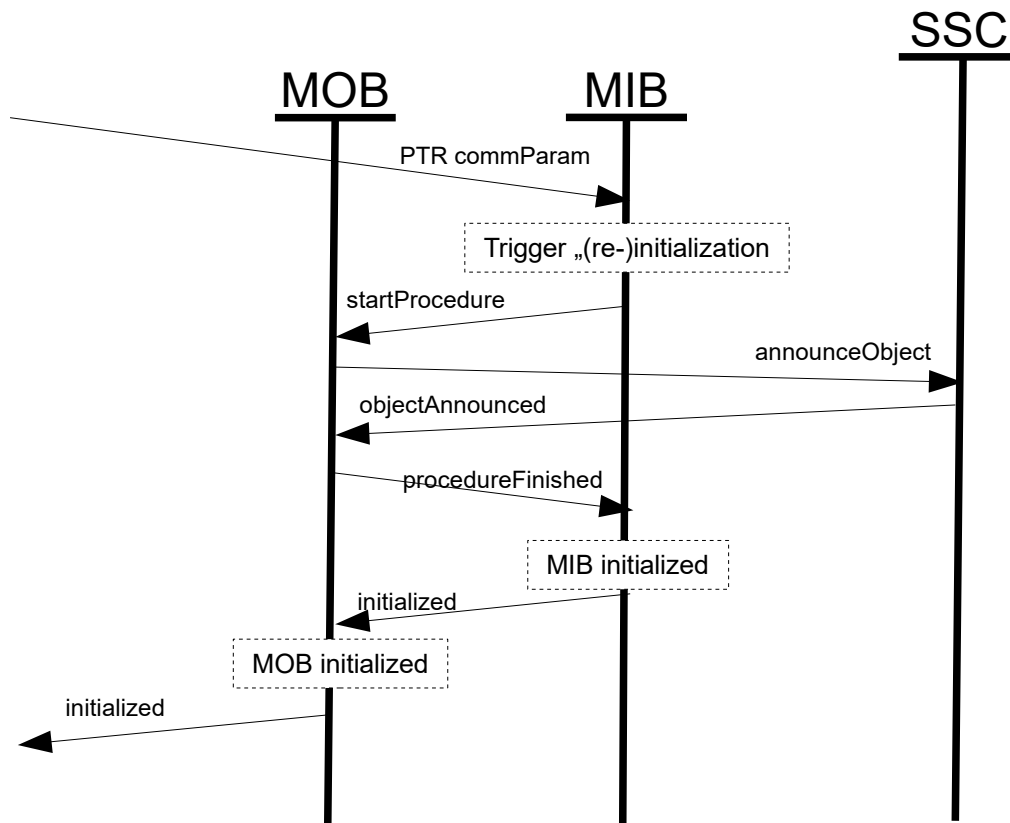 SSC
MOB
MIB
PTR commParam
Trigger „(re-)initialization
startProcedure
announceObject
objectAnnounced
procedureFinished
MIB initialized
initialized
MOB initialized
initialized